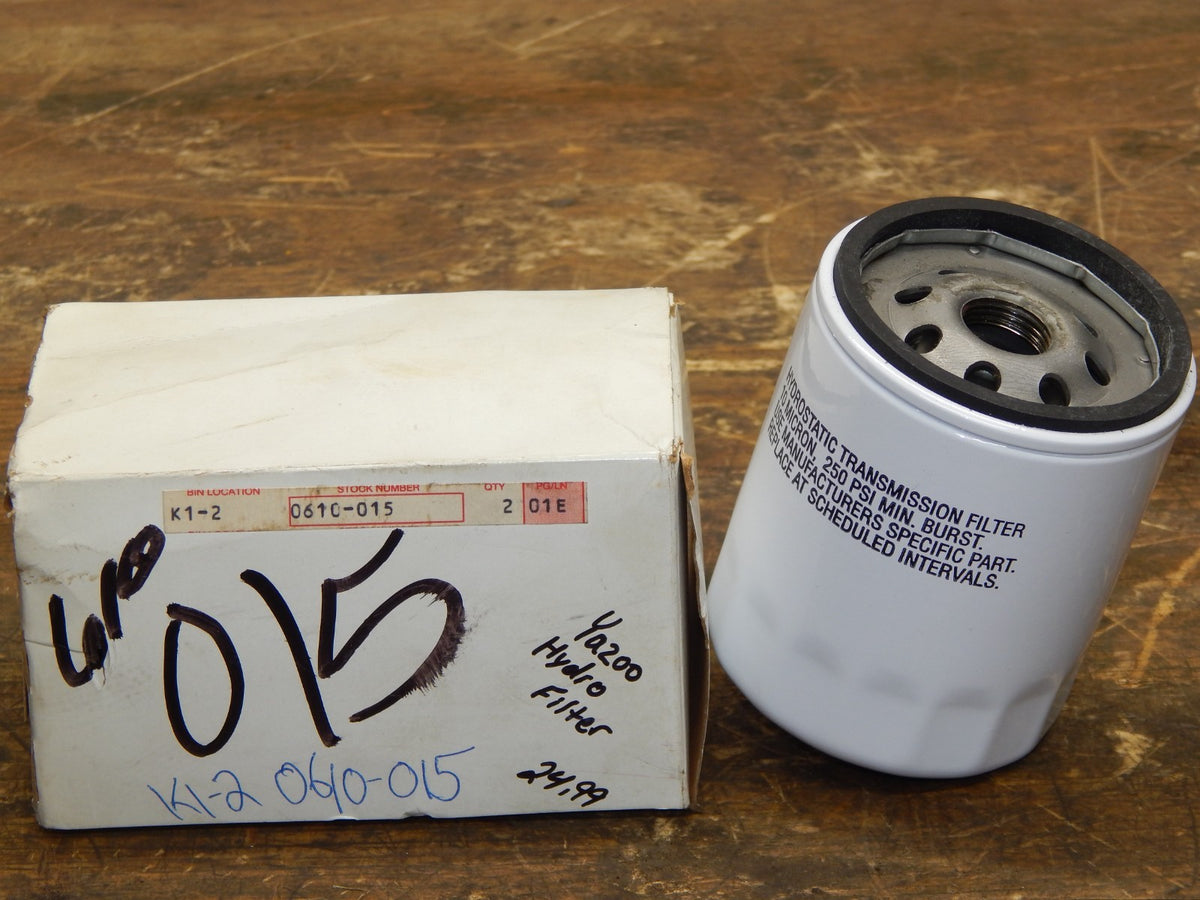 BIN LOCATION STOCK NUMBER QTY PG/LN
K1-2 0610-015 2 01E
610
015
Yazoo
Hydro
Filter
24.99
K1-2 0610-015
HYDROSTATIC TRANSMISSION FILTER
10 MICRON, 250 PSI MIN. BURST.
USE MANUFACTURERS SPECIFIC PART.
REPLACE AT SCHEDULED INTERVALS.